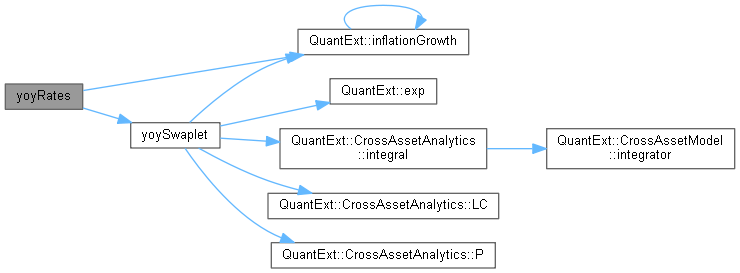 QuantExt::inflationGrowth
QuantExt::exp
yoyRates
yoySwaplet
QuantExt::CrossAssetAnalytics
::integral
QuantExt::CrossAssetModel
::integrator
QuantExt::CrossAssetAnalytics::LC
QuantExt::CrossAssetAnalytics::P